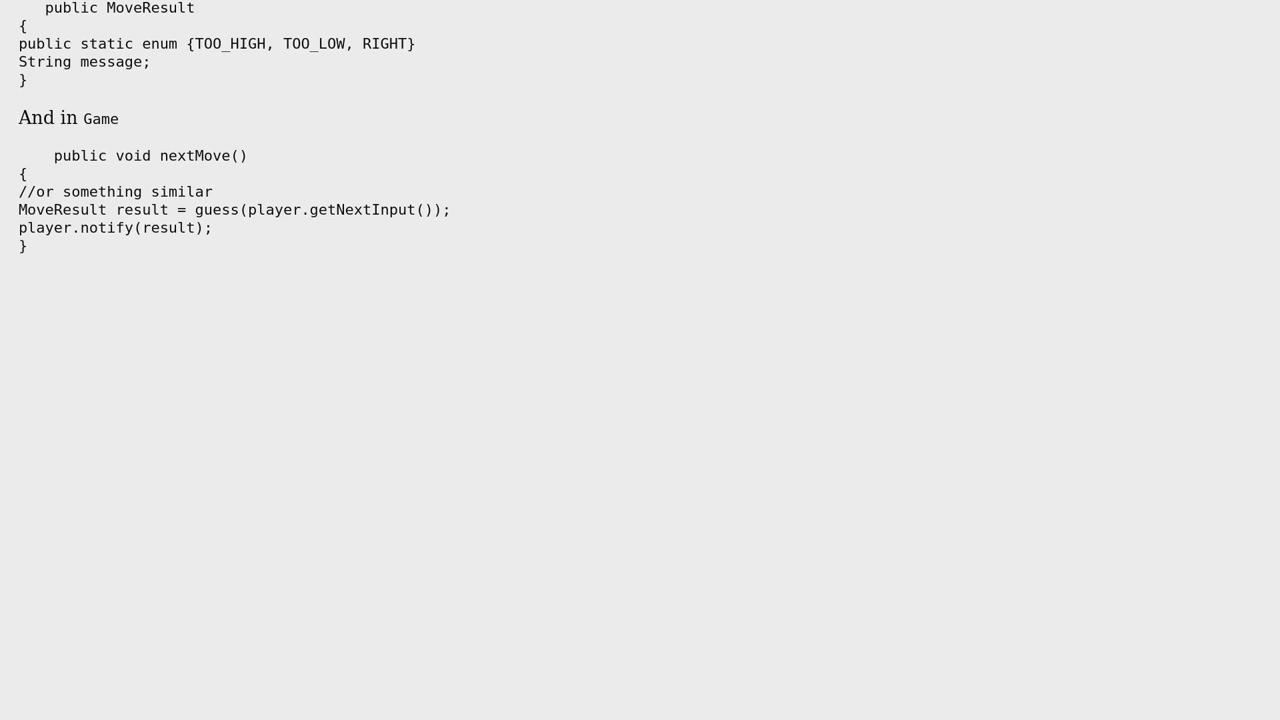 public MoveResult
{
public static enum {TOO_HIGH, TOO_LOW, RIGHT}
String message;
}
And in Game
public void nextMove()
{
//or something similar
MoveResult result = guess(player.getNextInput());
player.notify(result);
}